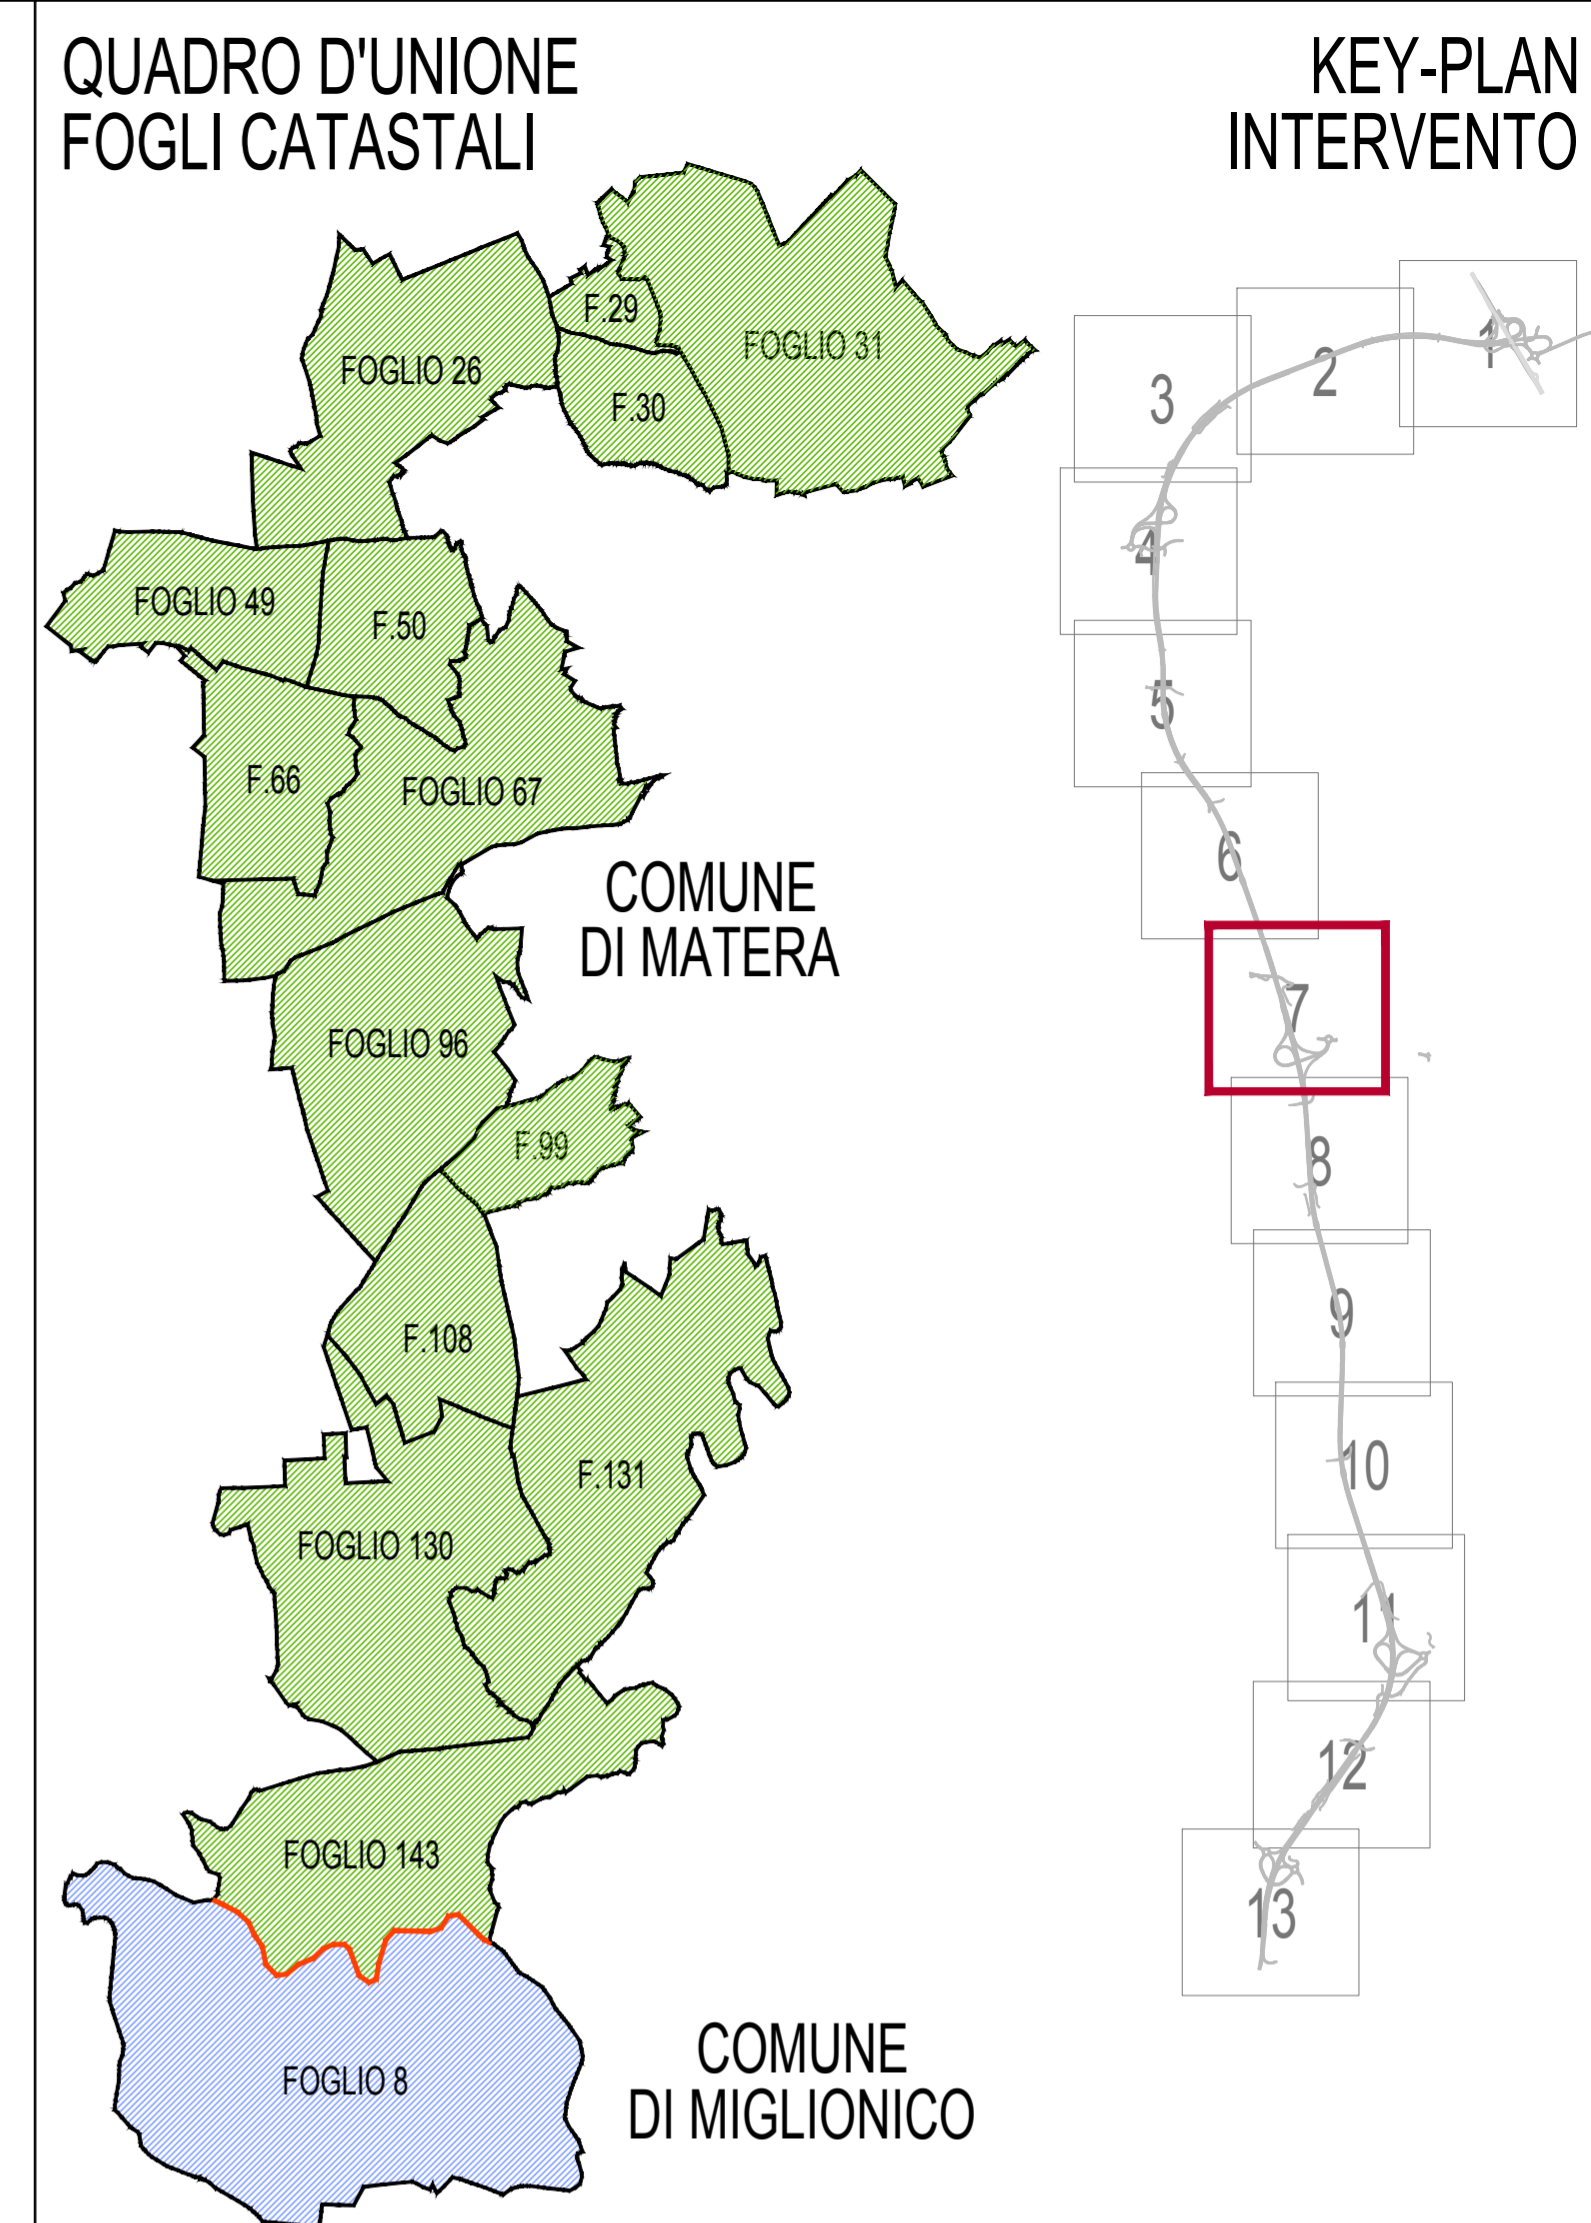 QUADRO D'UNIONE
FOGLI CATASTALI
KEY-PLAN
INTERVENTO
F.29
FOGLIO 31
FOGLIO 26
F.30
FOGLIO 49
F.50
F.66
FOGLIO 67
COMUNE
DI MATERA
FOGLIO 96
F.99
F.108
F.131
FOGLIO 130
FOGLIO 143
FOGLIO 8
COMUNE
DI MIGLIONICO
1
2
3
4
5
6
7
8
9
10
11
12
13